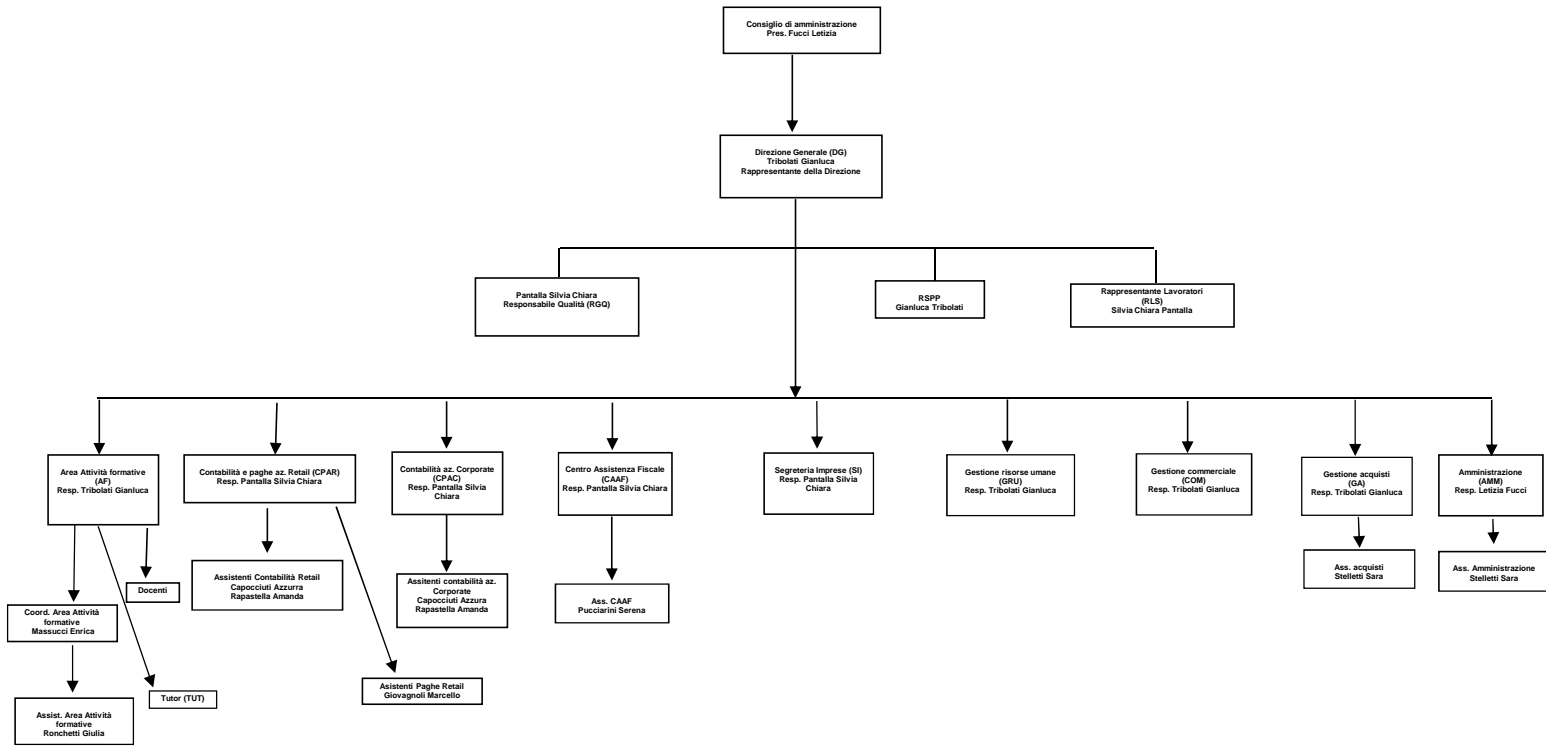 Consiglio di amministrazione
Pres. Fucci Letizia
Direzione Generale (DG)
Tribolati Gianluca
Rappresentante della Direzione
Pantalla Silvia Chiara
Responsabile Qualità (RGQ)
RSPP
Gianluca Tribolati
Rappresentante Lavoratori
(RLS)
Silvia Chiara Pantalla
Area Attività formative
(AF)
Resp. Tribolati Gianluca
Contabilità e paghe az. Retail (CPAR)
Resp. Pantalla Silvia Chiara
Contabilità az. Corporate
(CPAC)
Resp. Pantalla Silvia
Chiara
Centro Assistenza Fiscale
(CAAF)
Resp. Pantalla Silvia Chiara
Segreteria Imprese (SI)
Resp. Pantalla Silvia
Chiara
Gestione risorse umane
(GRU)
Resp. Tribolati Gianluca
Gestione commerciale
(COM)
Resp. Tribolati Gianluca
Gestione acquisti
(GA)
Resp. Tribolati Gianluca
Amministrazione
(AMM)
Resp. Letizia Fucci
Docenti
Assistenti Contabilità Retail
Capocciuti Azzurra
Rapastella Amanda
Assitenti contabilità az.
Corporate
Capocciuti Azzura
Rapastella Amanda
Ass. CAAF
Pucciarini Serena
Ass. acquisti
Stelletti Sara
Ass. Amministrazione
Stelletti Sara
Coord. Area Attività
formative
Massucci Enrica
Asistenti Paghe Retail
Giovagnoli Marcello
Tutor (TUT)
Assist. Area Attività
formative
Ronchetti Giulia